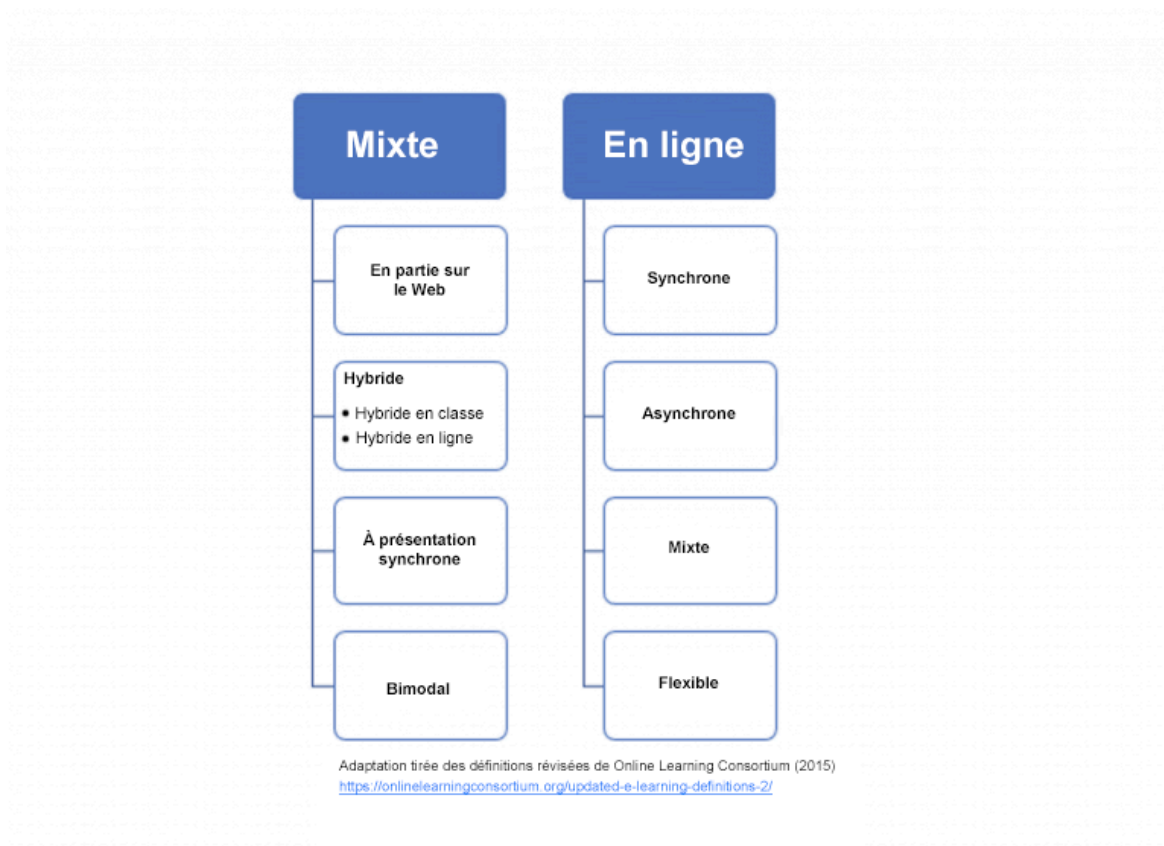 Mixte
En partie sur
le Web
Hybride
• Hybride en classe
• Hybride en ligne
À présentation
synchrone
Bimodal
En ligne
Synchrone
Asynchrone
Mixte
Flexible
Adaptation tirée des définitions révisées de Online Learning Consortium (2015)
https://onlinelearningconsortium.org/updated-e-learning-definitions-2/